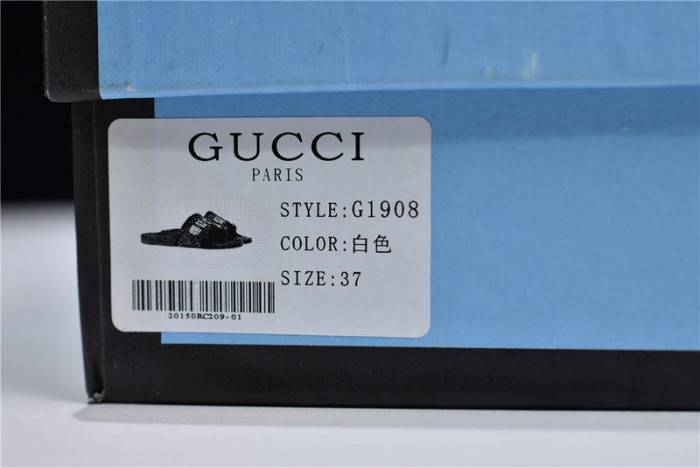 GUCCI
PARIS
STYLE:G1908
COLOR:白色
SIZE:37
20150RC209-01